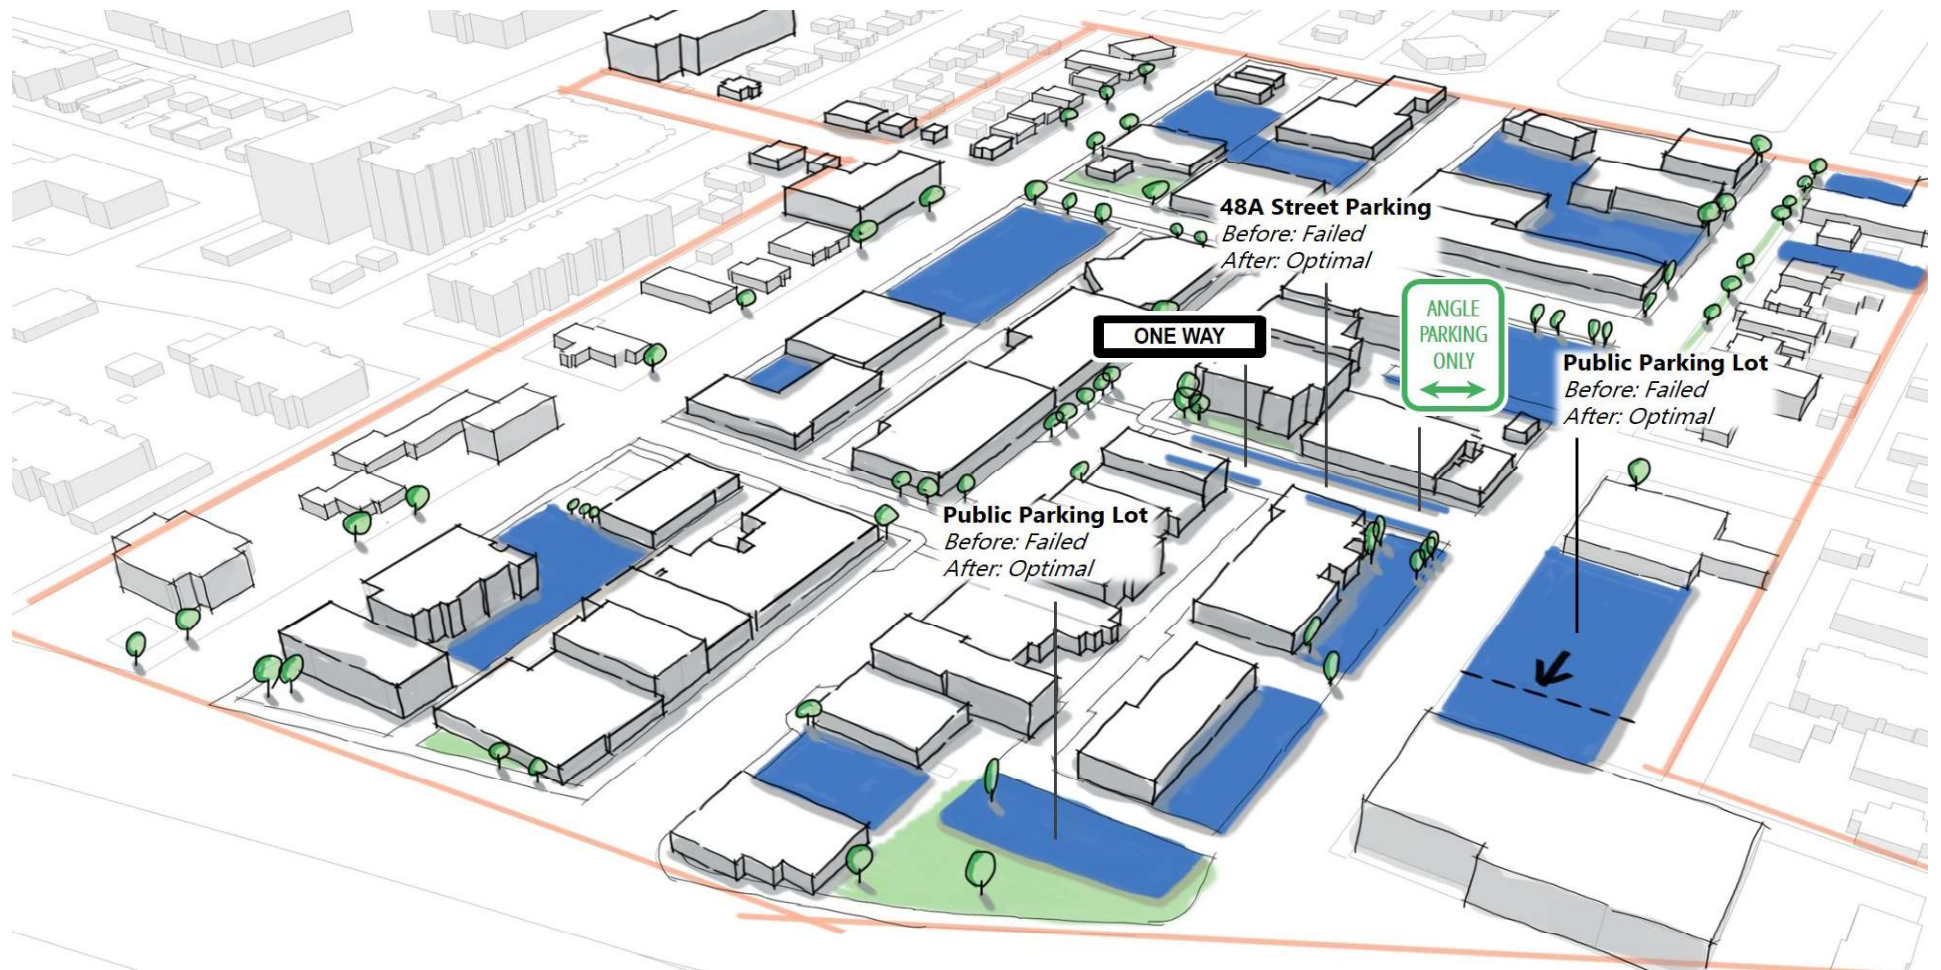 48A Street Parking
Before: Failed
After: Optimal
ONE WAY
ANGLE
PARKING
ONLY
Public Parking Lot
Before: Failed
After: Optimal
Public Parking Lot
Before: Failed
After: Optimal